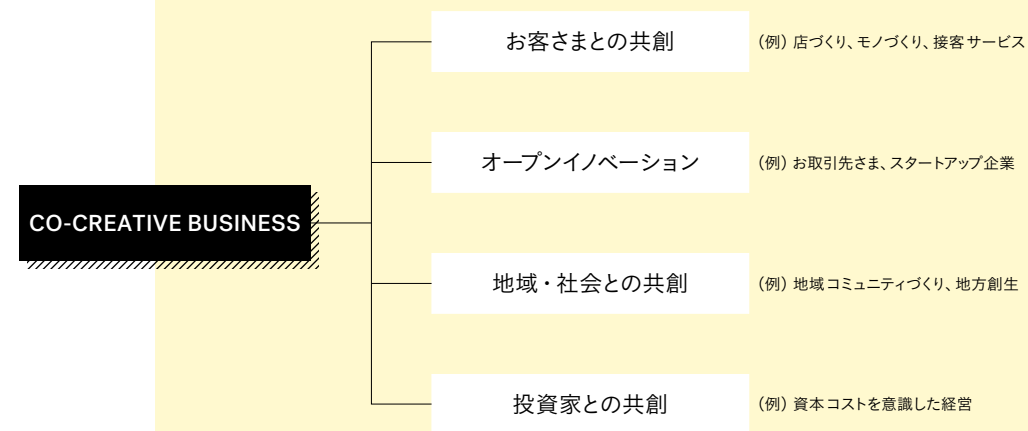 お客さまとの共創
(例) 店づくり、モノづくり、接客サービス
オープンイノベーション
(例) お取引先さま、スタートアップ企業
CO-CREATIVE BUSINESS
地域・社会との共創
(例) 地域コミュニティづくり、地方創生
投資家との共創
(例) 資本コストを意識した経営